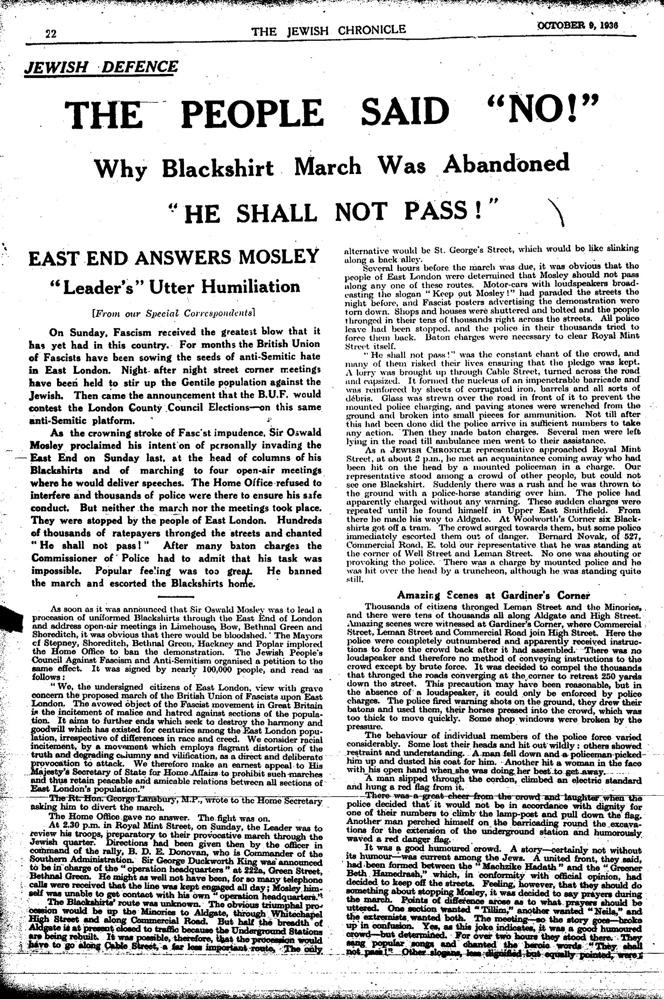 22
THE JEWISH CHRONICLE
OCTOBER 9, 1936
JEWISH DEFENCE
THE PEOPLE SAID "NO!"
Why Blackshirt March Was Abandoned
"HE SHALL NOT PASS!"
EAST END ANSWERS MOSLEY
"Leader's" Utter Humiliation
[From our Special Correspondents]
On Sunday, Fascism received the greatest blow that it
has yet had in this country. For months the British Union
of Fascists have been sowing the seeds of anti-Semitic hate
in East London. Night after night street corner meetings
have been held to stir up the Gentile population against the
Jewish. Then came the announcement that the B.U.F. would
contest the London County Council Elections—on this same
anti-Semitic platform.
As the crowning stroke of Fasc'st impudence, Sir Oswald
Mosley proclaimed his intent'on of personally invading the
East End on Sunday last, at the head of columns of his
Blackshirts and of marching to four open-air meetings
where he would deliver speeches. The Home Office refused to
interfere and thousands of police were there to ensure his safe
conduct. But neither the march nor the meetings took place.
They were stopped by the people of East London. Hundreds
of thousands of ratepayers thronged the streets and chanted
"He shall not pass!" After many baton charges the
Commissioner of Police had to admit that his task was
impossible. Popular feeling was too great. He banned
the march and escorted the Blackshirts home.
As soon as it was announced that Sir Oswald Mosley was to lead a
procession of uniformed Blackshirts through the East End of London
and address open-air meetings in Limehouse, Bow, Bethnal Green and
Shoreditch, it was obvious that there would be bloodshed. The Mayors
of Stepney, Shoreditch, Bethnal Green, Hackney and Poplar implored
the Home Office to ban the demonstration. The Jewish People's
Council Against Fascism and Anti-Semitism organised a petition to the
same effect. It was signed by nearly 100,000 people, and read as
follows:
"We, the undersigned citizens of East London, view with grave
concern the proposed march of the British Union of Fascists upon East
London. The avowed object of the Fascist movement in Great Britain
is the incitement of malice and hatred against sections of the popula-
tion. It aims to further ends which seek to destroy the harmony and
goodwill which has existed for centuries among the East London popu-
lation, irrespective of differences in race and creed. We consider racial
incitement, by a movement which employs flagrant distortion of the
truth and degrading calumny and vilification, as a direct and deliberate
provocation to attack. We therefore make an earnest appeal to His
Majesty's Secretary of State for Home Affairs to prohibit such marches
and thus retain peacable and amicable relations between all sections of
East London's population."
The Rt. Hon. George Lansbury, M.P., wrote to the Home Secretary
asking him to divert the march.
The Home Office gave no answer. The fight was on.
At 2.30 p.m. in Royal Mint Street, on Sunday, the Leader was to
review his troops, preparatory to their provocative march through the
Jewish quarter. Directions had been given then by the officer in
command of the rally, B. D. E. Donovan, who is Commander of the
Southern Administration. Sir George Duckworth King was announced
to be in charge of the "operation headquarters" at 222a, Green Street,
Bethnal Green. He might as well not have been, for so many telephone
calls were received that the line was kept engaged all day; Mosley him-
self was unable to get contact with his own "operation headquarters."
The Blackshirts' route was unknown. The obvious triumphal pro-
cession would be up the Minories to Aldgate, through Whitechapel
High Street and along Commercial Road. But half the breadth of
Aldgate is at present closed to traffic because the Underground Stations
are being rebuilt. It was possible, therefore, that the procession would
have to go along Cable Street, a far less important route. The only
alternative would be St. George's Street, which would be like slinking
along a back alley.
Several hours before the march was due, it was obvious that the
people of East London were determined that Mosley should not pass
along any one of these routes. Motor-cars with loudspeakers broad-
casting the slogan "Keep out Mosley!" had paraded the streets the
night before, and Fascist posters advertising the demonstration were
torn down. Shops and houses were shuttered and bolted and the people
thronged in their tens of thousands right across the streets. All police
leave had been stopped, and the police in their thousands tried to
force them back. Baton charges were necessary to clear Royal Mint
Street itself.
"He shall not pass!" was the constant chant of the crowd, and
many of them risked their lives ensuring that the pledge was kept.
A lorry was brought up through Cable Street, turned across the road
and capsized. It formed the nucleus of an impenetrable barricade and
was reinforced by sheets of corrugated iron, barrels and all sorts of
débris. Glass was strewn over the road in front of it to prevent the
mounted police charging, and paving stones were wrenched from the
ground and broken into small pieces for ammunition. Not till after
this had been done did the police arrive in sufficient numbers to take
any action. Then they made baton charges. Several men were left
lying in the road till ambulance men went to their assistance.
As a JEWISH CHRONICLE representative approached Royal Mint
Street, at about 2 p.m., he met an acquaintance coming away who had
been hit on the head by a mounted policeman in a charge. Our
representative stood among a crowd of other people, but could not
see one Blackshirt. Suddenly there was a rush and he was thrown to
the ground with a police-horse standing over him. The police had
apparently charged without any warning. These sudden charges were
repeated until he found himself in Upper East Smithfield. From
there he made his way to Aldgate. At Woolworth's Corner six Black-
shirts got off a tram. The crowd surged towards them, but some police
immediately escorted them out of danger. Bernard Novak, of 527,
Commercial Road, E. told our representative that he was standing at
the corner of Well Street and Leman Street. No one was shouting or
provoking the police. There was a charge by mounted police and he
was hit over the head by a truncheon, although he was standing quite
still.
Amazing Scenes at Gardiner's Corner
Thousands of citizens thronged Leman Street and the Minories,
and there were tens of thousands all along Aldgate and High Street.
Amazing scenes were witnessed at Gardiner's Corner, where Commercial
Street, Leman Street and Commercial Road join High Street. Here the
police were completely outnumbered and apparently received instruc-
tions to force the crowd back after it had assembled. There was no
loudspeaker and therefore no method of conveying instructions to the
crowd except by brute force. It was decided to compel the thousands
that thronged the roads converging at the corner to retreat 250 yards
down the street. This precaution may have been reasonable, but in
the absence of a loudspeaker, it could only be enforced by police
charges. The police fired warning shots on the ground, they drew their
batons and used them, their horses pressed into the crowd, which was
too thick to move quickly. Some shop windows were broken by the
pressure.
The behaviour of individual members of the police force varied
considerably. Some lost their heads and hit out wildly: others showed
restraint and understanding. A man fell down and a policeman picked
him up and dusted his coat for him. Another hit a woman in the face
with his open hand when she was doing her best to get away.
A man slipped through the cordon, climbed an electric standard
and hung a red flag from it.
There was a great cheer from the crowd and laughter when the
police decided that it would not be in accordance with dignity for
one of their numbers to climb the lamp-post and pull down the flag.
Another man perched himself on the barricading round the excava-
tions for the extension of the underground station and humorously
waved a red danger flag.
It was a good humoured crowd. A story—certainly not without
its humour—was current among the Jews. A united front, they said,
had been formed between the "Machzike Hadath" and the "Greener
Beth Hamedrash," which, in conformity with official opinion, had
decided to keep off the streets. Feeling, however, that they should do
something about stopping Mosley, it was decided to say prayers during
the march. Points of difference arose as to what prayers should be
uttered. One section wanted "Tillim," another wanted "Neila," and
the extremists wanted both. The meeting—so the story goes—broke
up in confusion. Yes, as this joke indicates, it was a good humoured
crowd—but determined. For over two hours they stood there. They
sang popular songs and chanted the heroic words "They shall
not pass!" Other slogans, less dignified but equally pointed, were